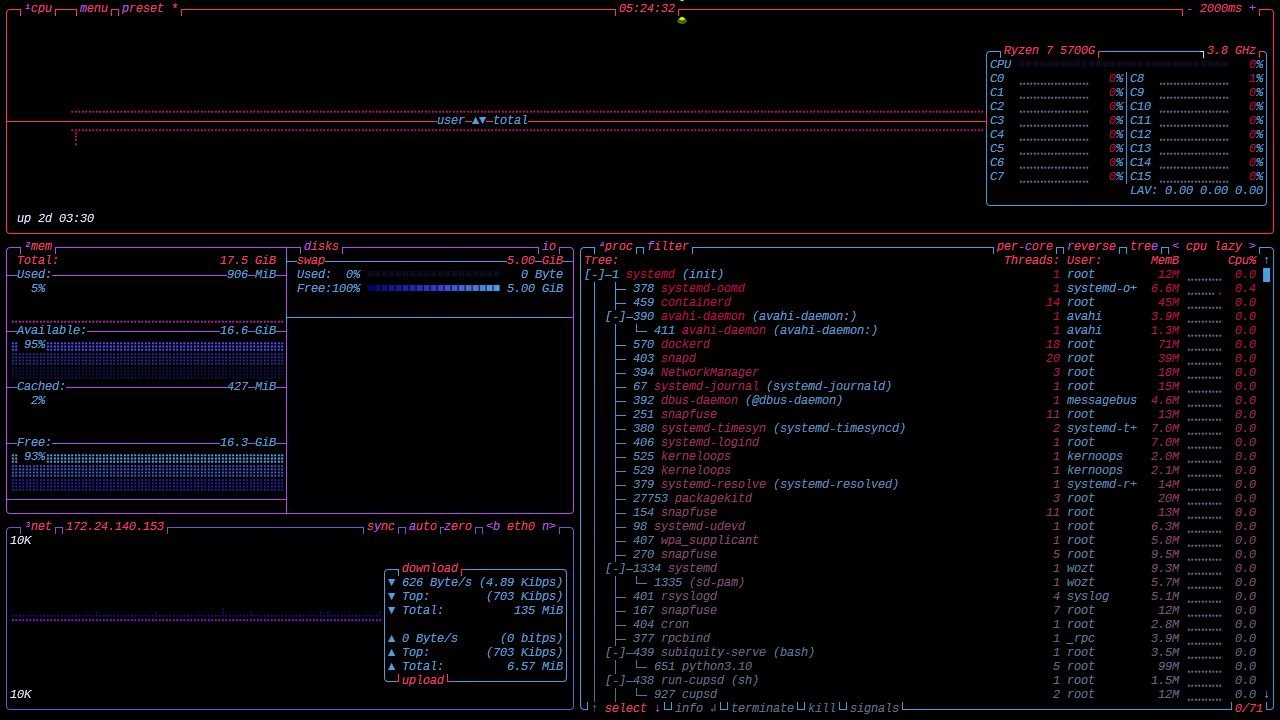 ¹cpu menu preset * 05:24:32 - 2000ms +
Ryzen 7 5700G 3.8 GHz
CPU 0%
C0 0% C8 1%
C1 0% C9 0%
C2 0% C10 0%
C3 0% C11 0%
C4 0% C12 0%
C5 0% C13 0%
C6 0% C14 0%
C7 0% C15 0%
LAV: 0.00 0.00 0.00
user ▲▼ total
up 2d 03:30
²mem disks io
Total: 17.5 GiB
Used: 906 MiB
5%
Available: 16.6 GiB
95%
Cached: 427 MiB
2%
Free: 16.3 GiB
93%
swap 5.00 GiB
Used: 0% 0 Byte
Free:100% 5.00 GiB
³net 172.24.140.153 sync auto zero <b eth0 n>
10K
download
▼ 626 Byte/s (4.89 Kibps)
▼ Top: (703 Kibps)
▼ Total: 135 MiB
▲ 0 Byte/s (0 bitps)
▲ Top: (703 Kibps)
▲ Total: 6.57 MiB
upload
10K
⁴proc filter per-core reverse tree < cpu lazy >
Tree: Threads: User: MemB Cpu% ↑
[-]─1 systemd (init) 1 root 12M 0.0
├─ 378 systemd-oomd 1 systemd-o+ 6.6M 0.4
├─ 459 containerd 14 root 45M 0.0
[-]─390 avahi-daemon (avahi-daemon:) 1 avahi 3.9M 0.0
└─ 411 avahi-daemon (avahi-daemon:) 1 avahi 1.3M 0.0
├─ 570 dockerd 18 root 71M 0.0
├─ 403 snapd 20 root 39M 0.0
├─ 394 NetworkManager 3 root 18M 0.0
├─ 67 systemd-journal (systemd-journald) 1 root 15M 0.0
├─ 392 dbus-daemon (@dbus-daemon) 1 messagebus 4.6M 0.0
├─ 251 snapfuse 11 root 13M 0.0
├─ 380 systemd-timesyn (systemd-timesyncd) 2 systemd-t+ 7.0M 0.0
├─ 406 systemd-logind 1 root 7.0M 0.0
├─ 525 kerneloops 1 kernoops 2.0M 0.0
├─ 529 kerneloops 1 kernoops 2.1M 0.0
├─ 379 systemd-resolve (systemd-resolved) 1 systemd-r+ 14M 0.0
├─ 27753 packagekitd 3 root 20M 0.0
├─ 154 snapfuse 11 root 13M 0.0
├─ 98 systemd-udevd 1 root 6.3M 0.0
├─ 407 wpa_supplicant 1 root 5.8M 0.0
├─ 270 snapfuse 5 root 9.5M 0.0
[-]─1334 systemd 1 wozt 9.3M 0.0
└─ 1335 (sd-pam) 1 wozt 5.7M 0.0
├─ 401 rsyslogd 4 syslog 5.1M 0.0
├─ 167 snapfuse 7 root 12M 0.0
├─ 404 cron 1 root 2.8M 0.0
├─ 377 rpcbind 1 _rpc 3.9M 0.0
[-]─439 subiquity-serve (bash) 1 root 3.5M 0.0
└─ 651 python3.10 5 root 99M 0.0
[-]─438 run-cupsd (sh) 1 root 1.5M 0.0
└─ 927 cupsd 2 root 12M 0.0 ↓
↑ select ↓ info ↲ terminate kill signals 0/71